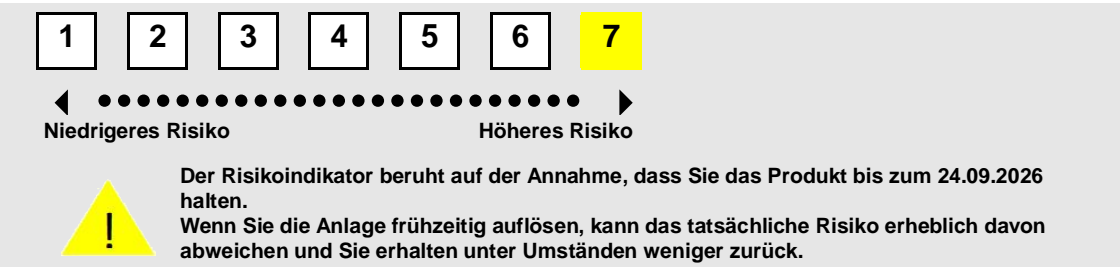 1 2 3 4 5 6 7
Niedrigeres Risiko Höheres Risiko
Der Risikoindikator beruht auf der Annahme, dass Sie das Produkt bis zum 24.09.2026
halten.
Wenn Sie die Anlage frühzeitig auflösen, kann das tatsächliche Risiko erheblich davon
abweichen und Sie erhalten unter Umständen weniger zurück.
!